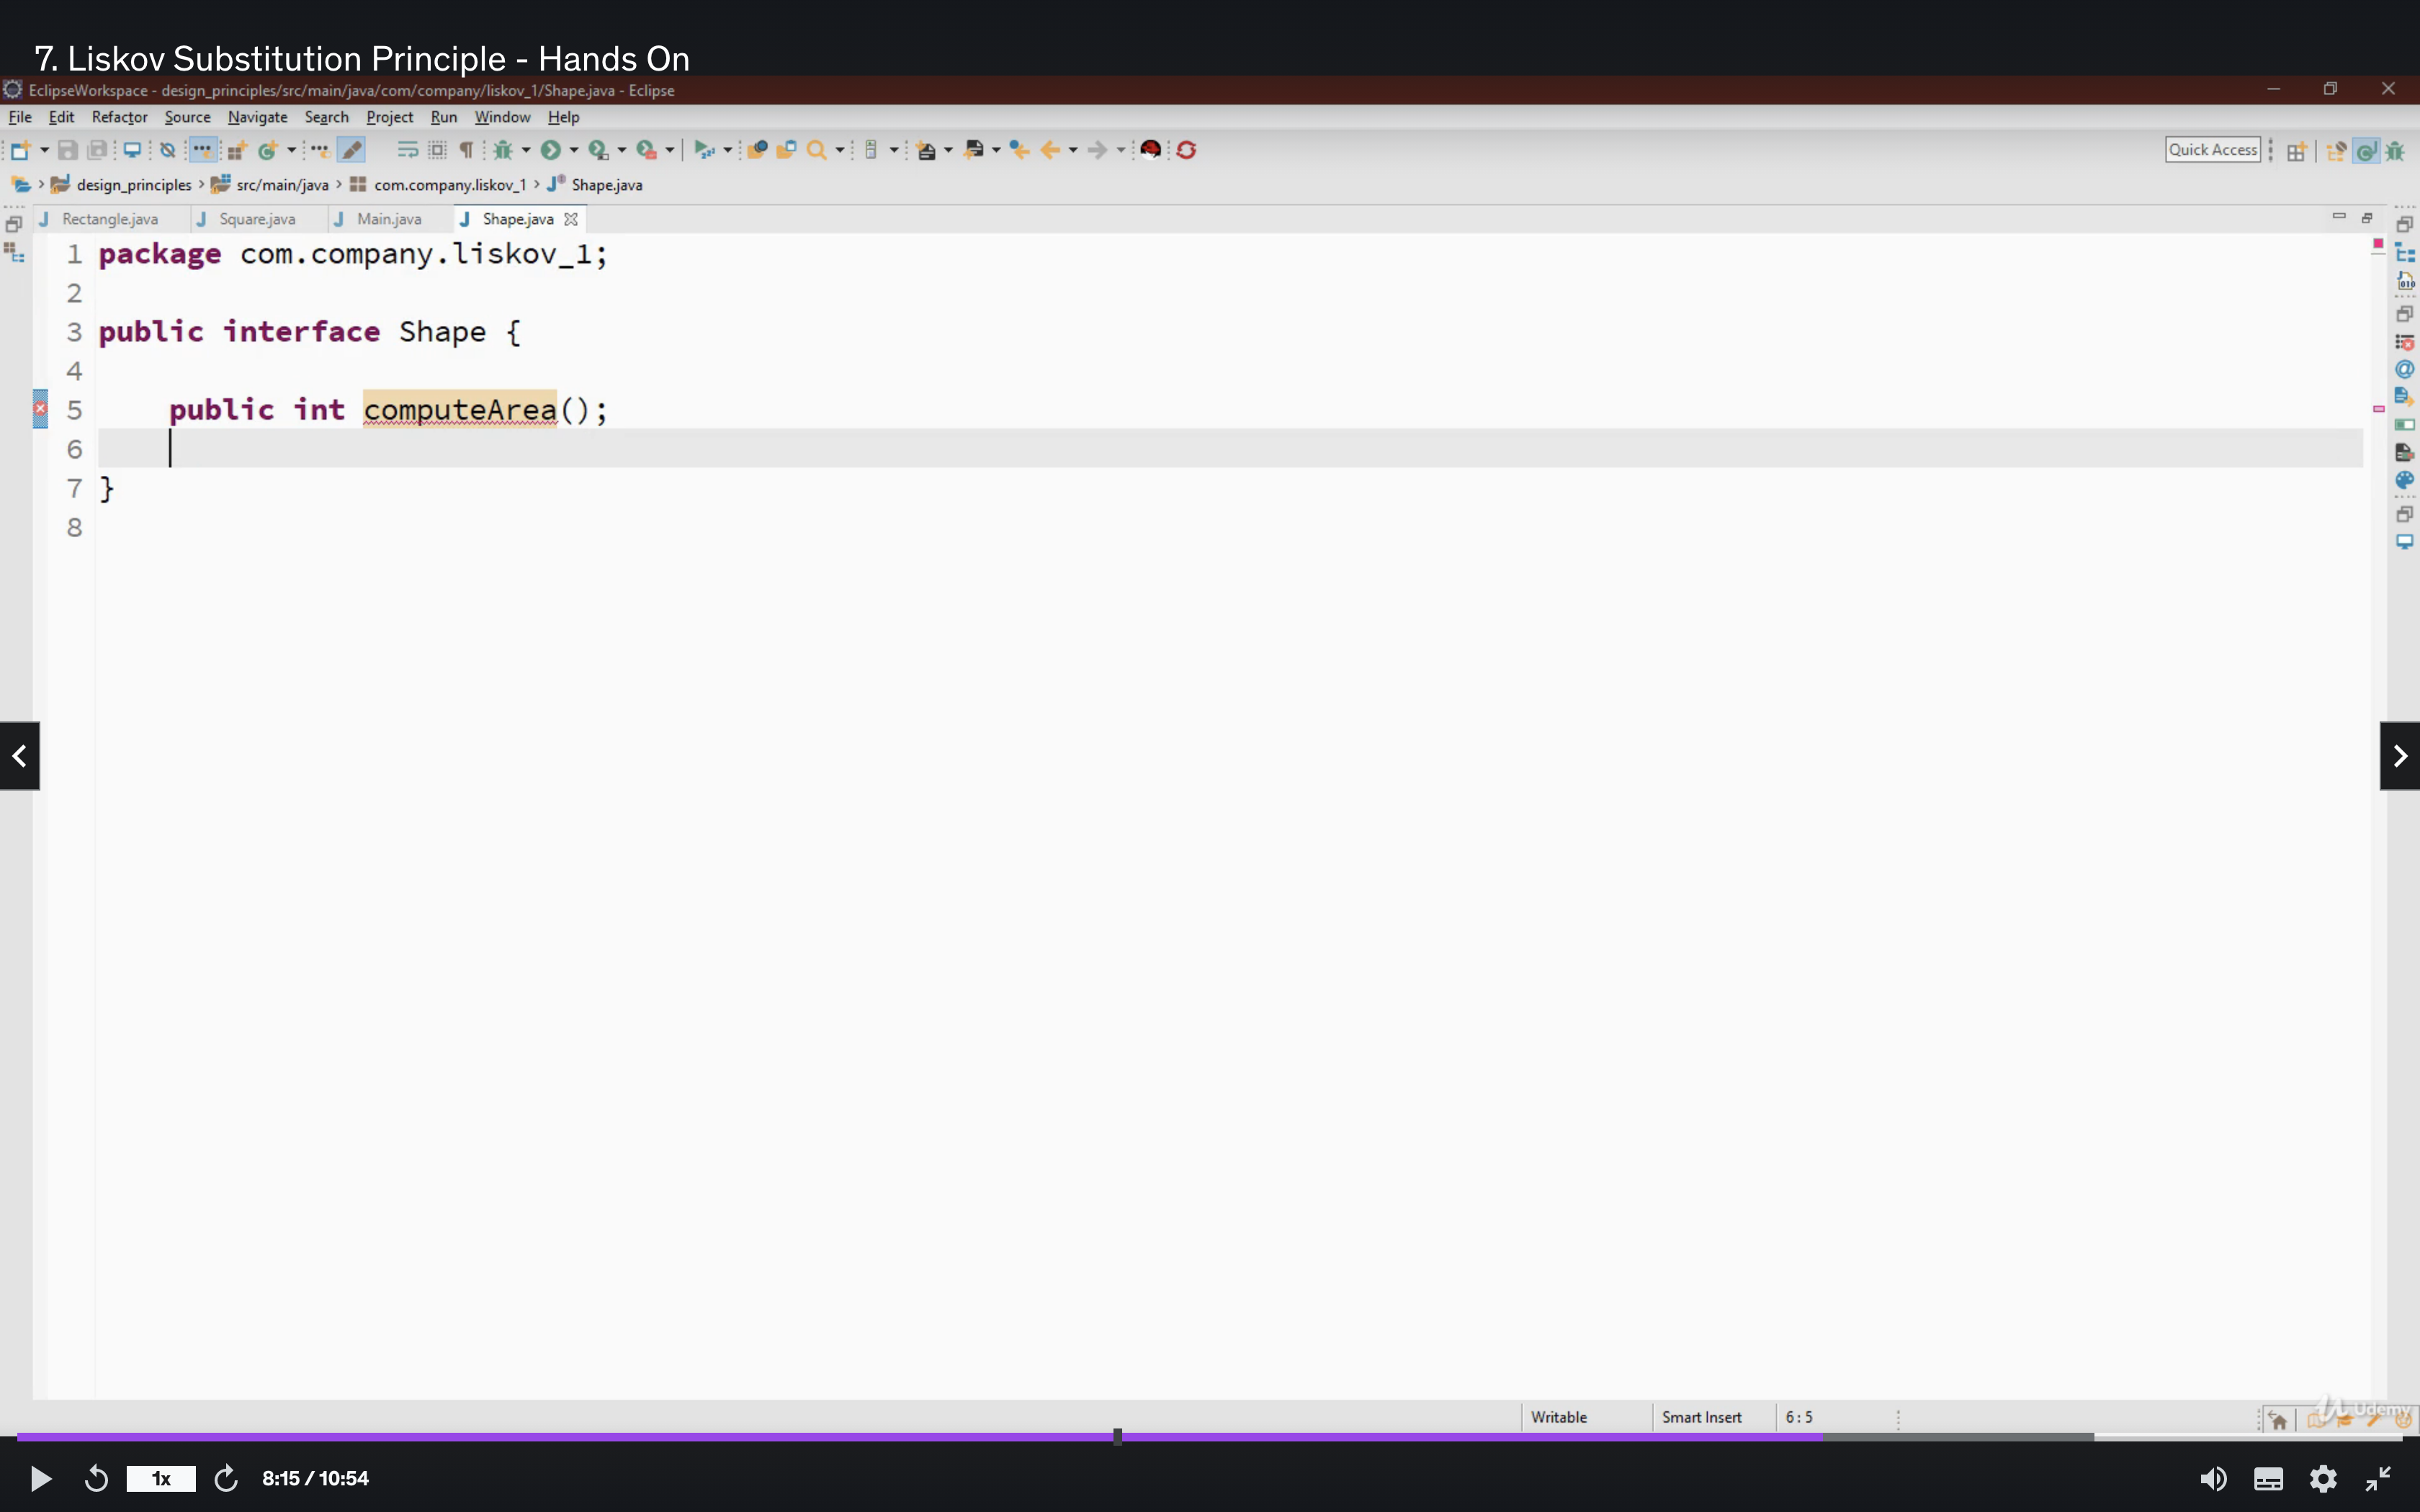 7. Liskov Substitution Principle - Hands On
EclipseWorkspace - design_principles/src/main/java/com/company/liskov_1/Shape.java - Eclipse
File Edit Refactor Source Navigate Search Project Run Window Help
Quick Access
design_principles src/main/java com.company.liskov_1 Shape.java
Rectangle.java Square.java Main.java Shape.java
1 package com.company.liskov_1;
2
3 public interface Shape {
4
5 public int computeArea();
6
7 }
8
Writable Smart Insert 6 : 5
Udemy
1x 8:15 / 10:54